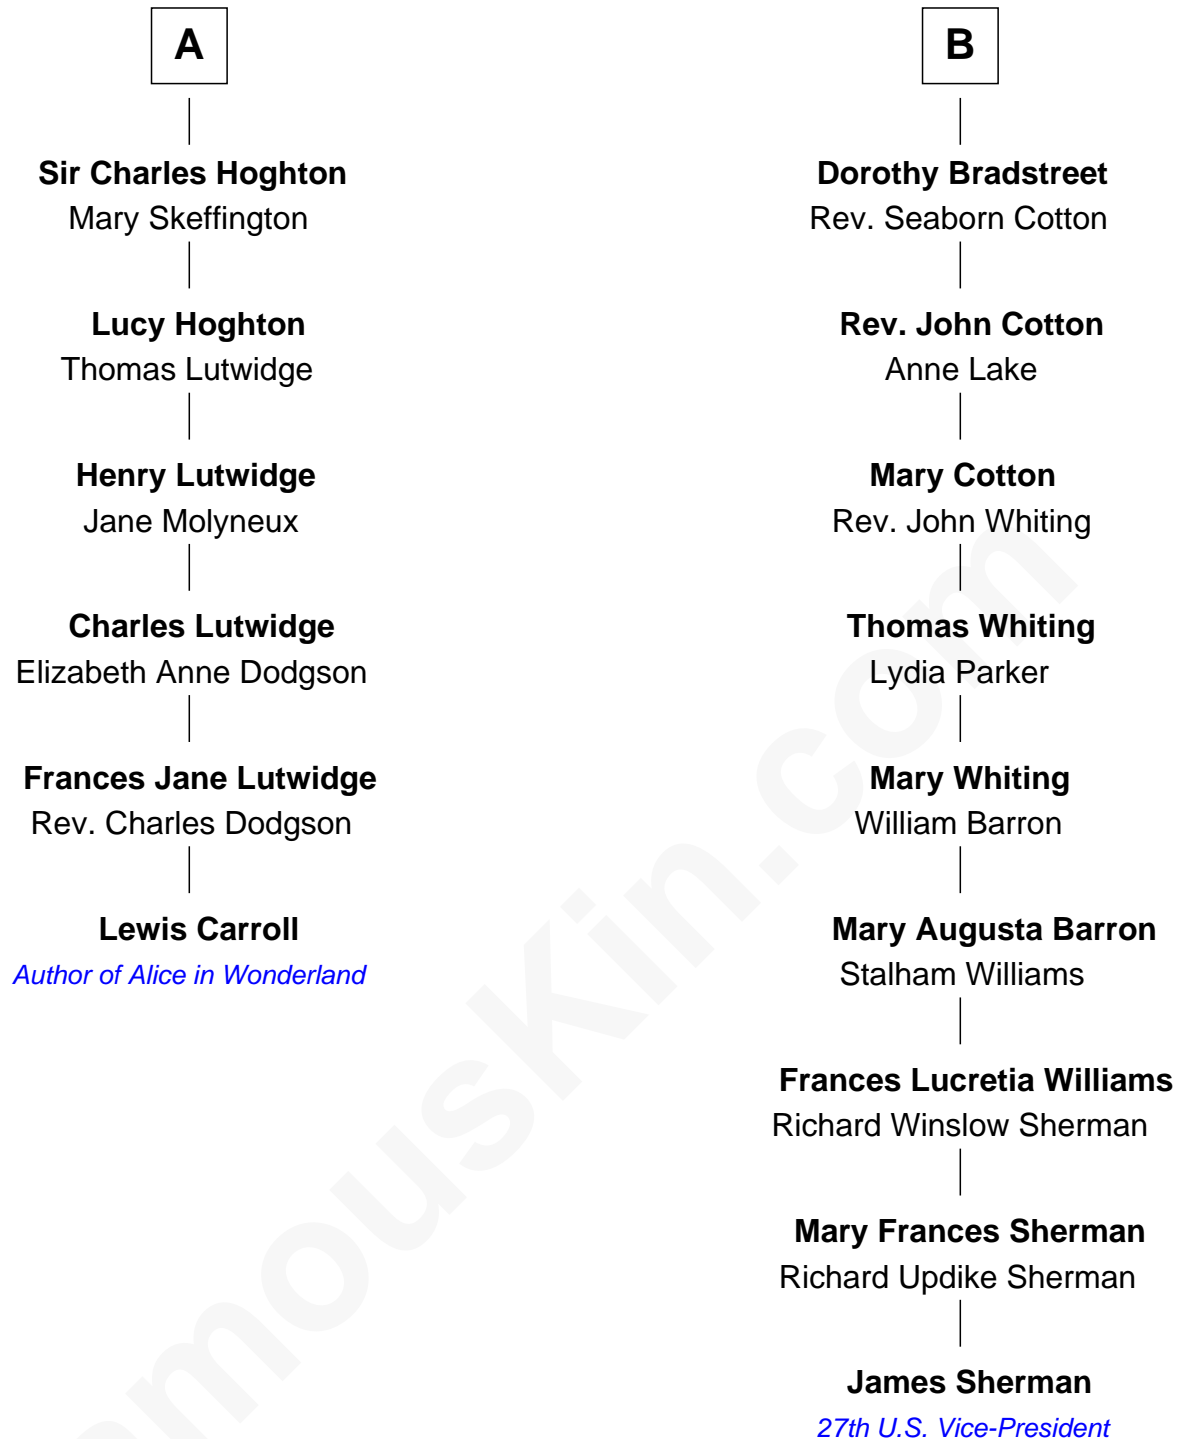 A
Sir Charles Hoghton
Mary Skeffington
Lucy Hoghton
Thomas Lutwidge
Henry Lutwidge
Jane Molyneux
Charles Lutwidge
Elizabeth Anne Dodgson
Frances Jane Lutwidge
Rev. Charles Dodgson
Lewis Carroll
Author of Alice in Wonderland
B
Dorothy Bradstreet
Rev. Seaborn Cotton
Rev. John Cotton
Anne Lake
Mary Cotton
Rev. John Whiting
Thomas Whiting
Lydia Parker
Mary Whiting
William Barron
Mary Augusta Barron
Stalham Williams
Frances Lucretia Williams
Richard Winslow Sherman
Mary Frances Sherman
Richard Updike Sherman
James Sherman
27th U.S. Vice-President
amouskin.com